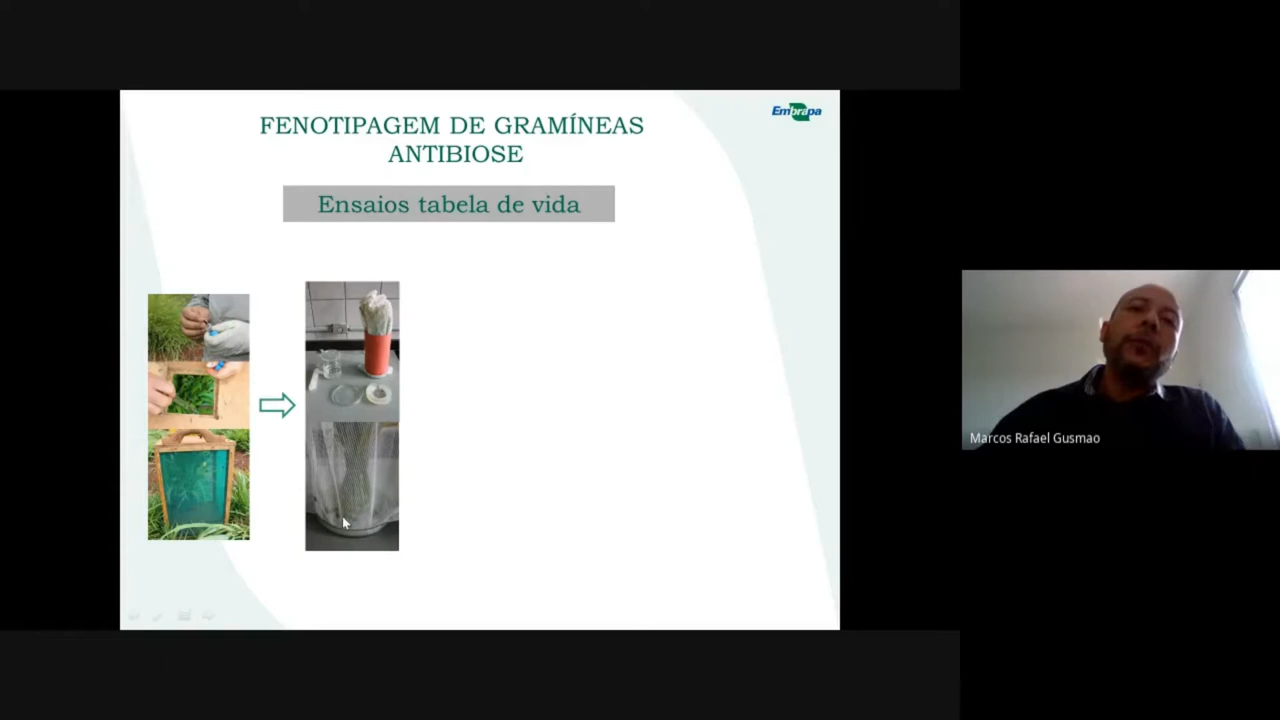 Embrapa
FENOTIPAGEM DE GRAMÍNEAS
ANTIBIOSE
Ensaios tabela de vida
Marcos Rafael Gusmao